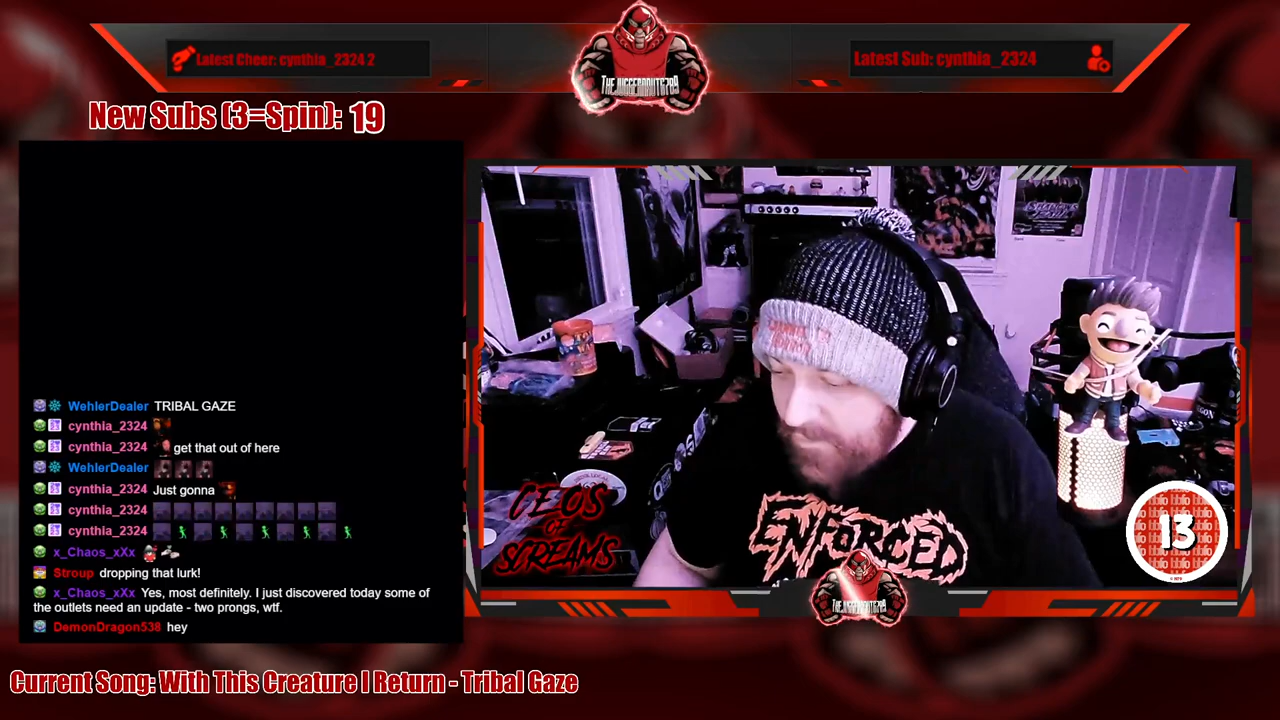 Latest Cheer: cynthia_2324 2
THEJUGGERNAUT6789
Latest Sub: cynthia_2324
New Subs (3=Spin): 19
WehlerDealer TRIBAL GAZE
cynthia_2324
cynthia_2324 get that out of here
WehlerDealer
cynthia_2324 Just gonna
cynthia_2324
cynthia_2324
x_Chaos_xXx
Stroup dropping that lurk!
x_Chaos_xXx Yes, most definitely. I just discovered today some of
the outlets need an update - two prongs, wtf.
DemonDragon538 hey
CEO'S
OF
SCREAMS
ENFORCED
13
THEJUGGERNAUT6789
Current Song: With This Creature I Return - Tribal Gaze